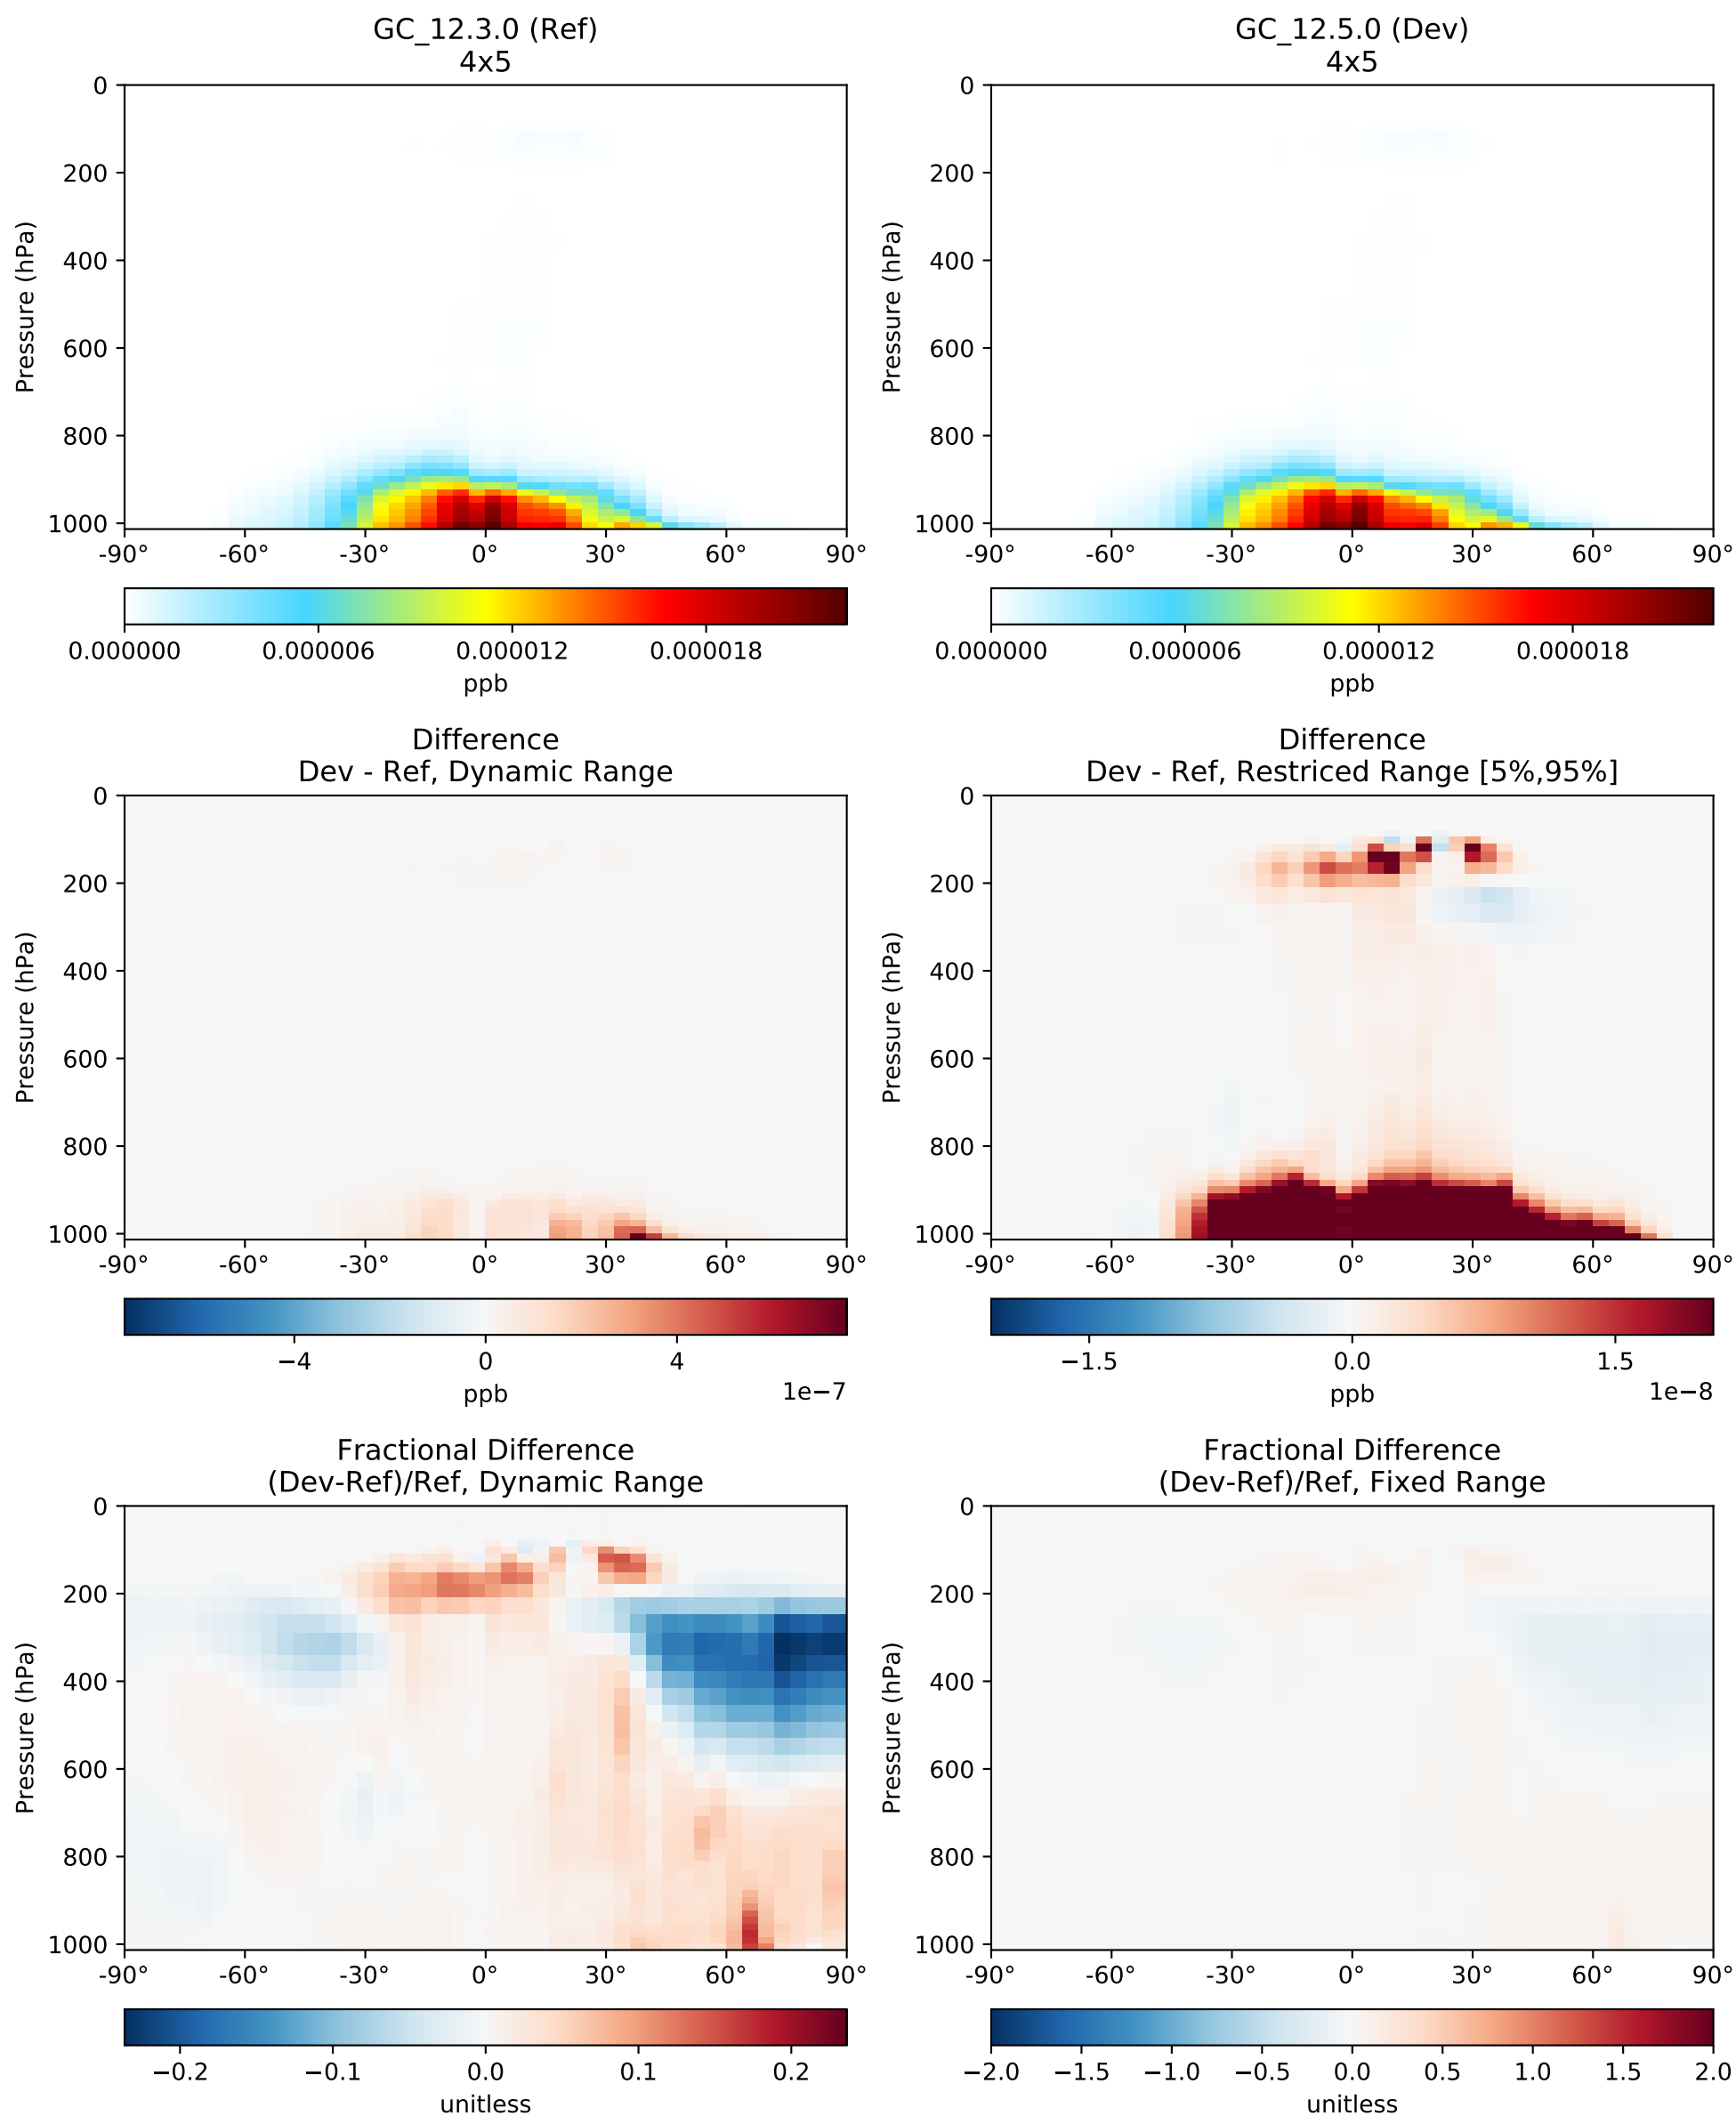 GC_12.3.0 (Ref)
4x5
0
200
400
600
800
1000
Pressure (hPa)
-90° -60° -30° 0° 30° 60° 90°
0.000000 0.000006 0.000012 0.000018
ppb
GC_12.5.0 (Dev)
4x5
0
200
400
600
800
1000
Pressure (hPa)
-90° -60° -30° 0° 30° 60° 90°
0.000000 0.000006 0.000012 0.000018
ppb
Difference
Dev - Ref, Dynamic Range
0
200
400
600
800
1000
Pressure (hPa)
-90° -60° -30° 0° 30° 60° 90°
−4 0 4
ppb
1e−7
Difference
Dev - Ref, Restriced Range [5%,95%]
0
200
400
600
800
1000
Pressure (hPa)
-90° -60° -30° 0° 30° 60° 90°
−1.5 0.0 1.5
ppb
1e−8
Fractional Difference
(Dev-Ref)/Ref, Dynamic Range
0
200
400
600
800
1000
Pressure (hPa)
-90° -60° -30° 0° 30° 60° 90°
−0.2 −0.1 0.0 0.1 0.2
unitless
Fractional Difference
(Dev-Ref)/Ref, Fixed Range
0
200
400
600
800
1000
Pressure (hPa)
-90° -60° -30° 0° 30° 60° 90°
−2.0 −1.5 −1.0 −0.5 0.0 0.5 1.0 1.5 2.0
unitless